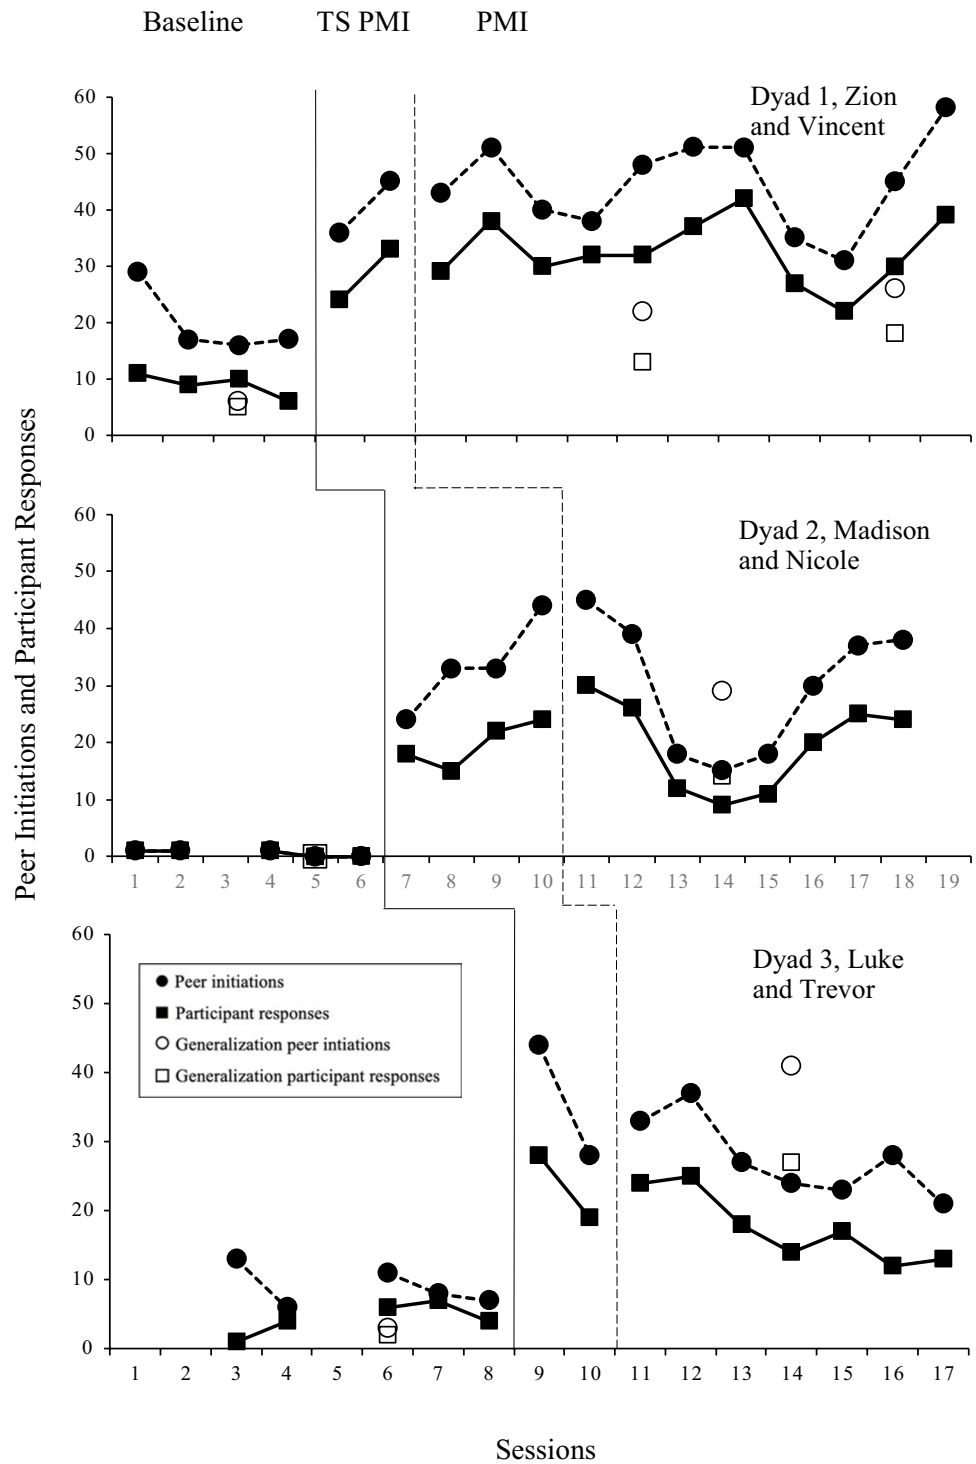 Baseline TS PMI PMI
Peer Initiations and Participant Responses
60
50
40
30
20
10
0
Dyad 1, Zion
and Vincent
60
50
40
30
20
10
0
Dyad 2, Madison
and Nicole
1 2 3 4 5 6 7 8 9 10 11 12 13 14 15 16 17 18 19
60
50
40
30
20
10
0
Dyad 3, Luke
and Trevor
Peer initiations
Participant responses
Generalization peer intiations
Generalization participant responses
1 2 3 4 5 6 7 8 9 10 11 12 13 14 15 16 17
Sessions